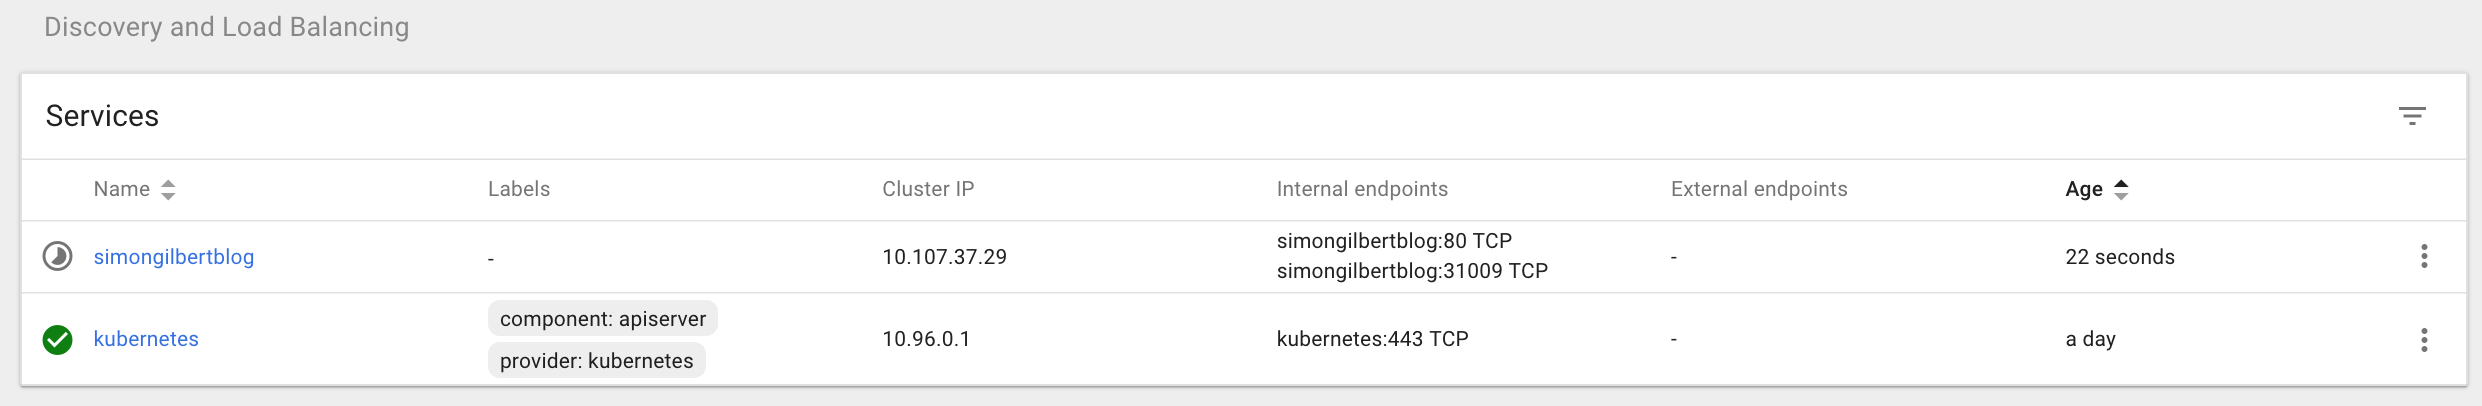 Discovery and Load Balancing
Services
Name Labels Cluster IP Internal endpoints External endpoints Age
simongilbertblog - 10.107.37.29 simongilbertblog:80 TCP - 22 seconds
simongilbertblog:31009 TCP
kubernetes component: apiserver 10.96.0.1 kubernetes:443 TCP - a day
provider: kubernetes